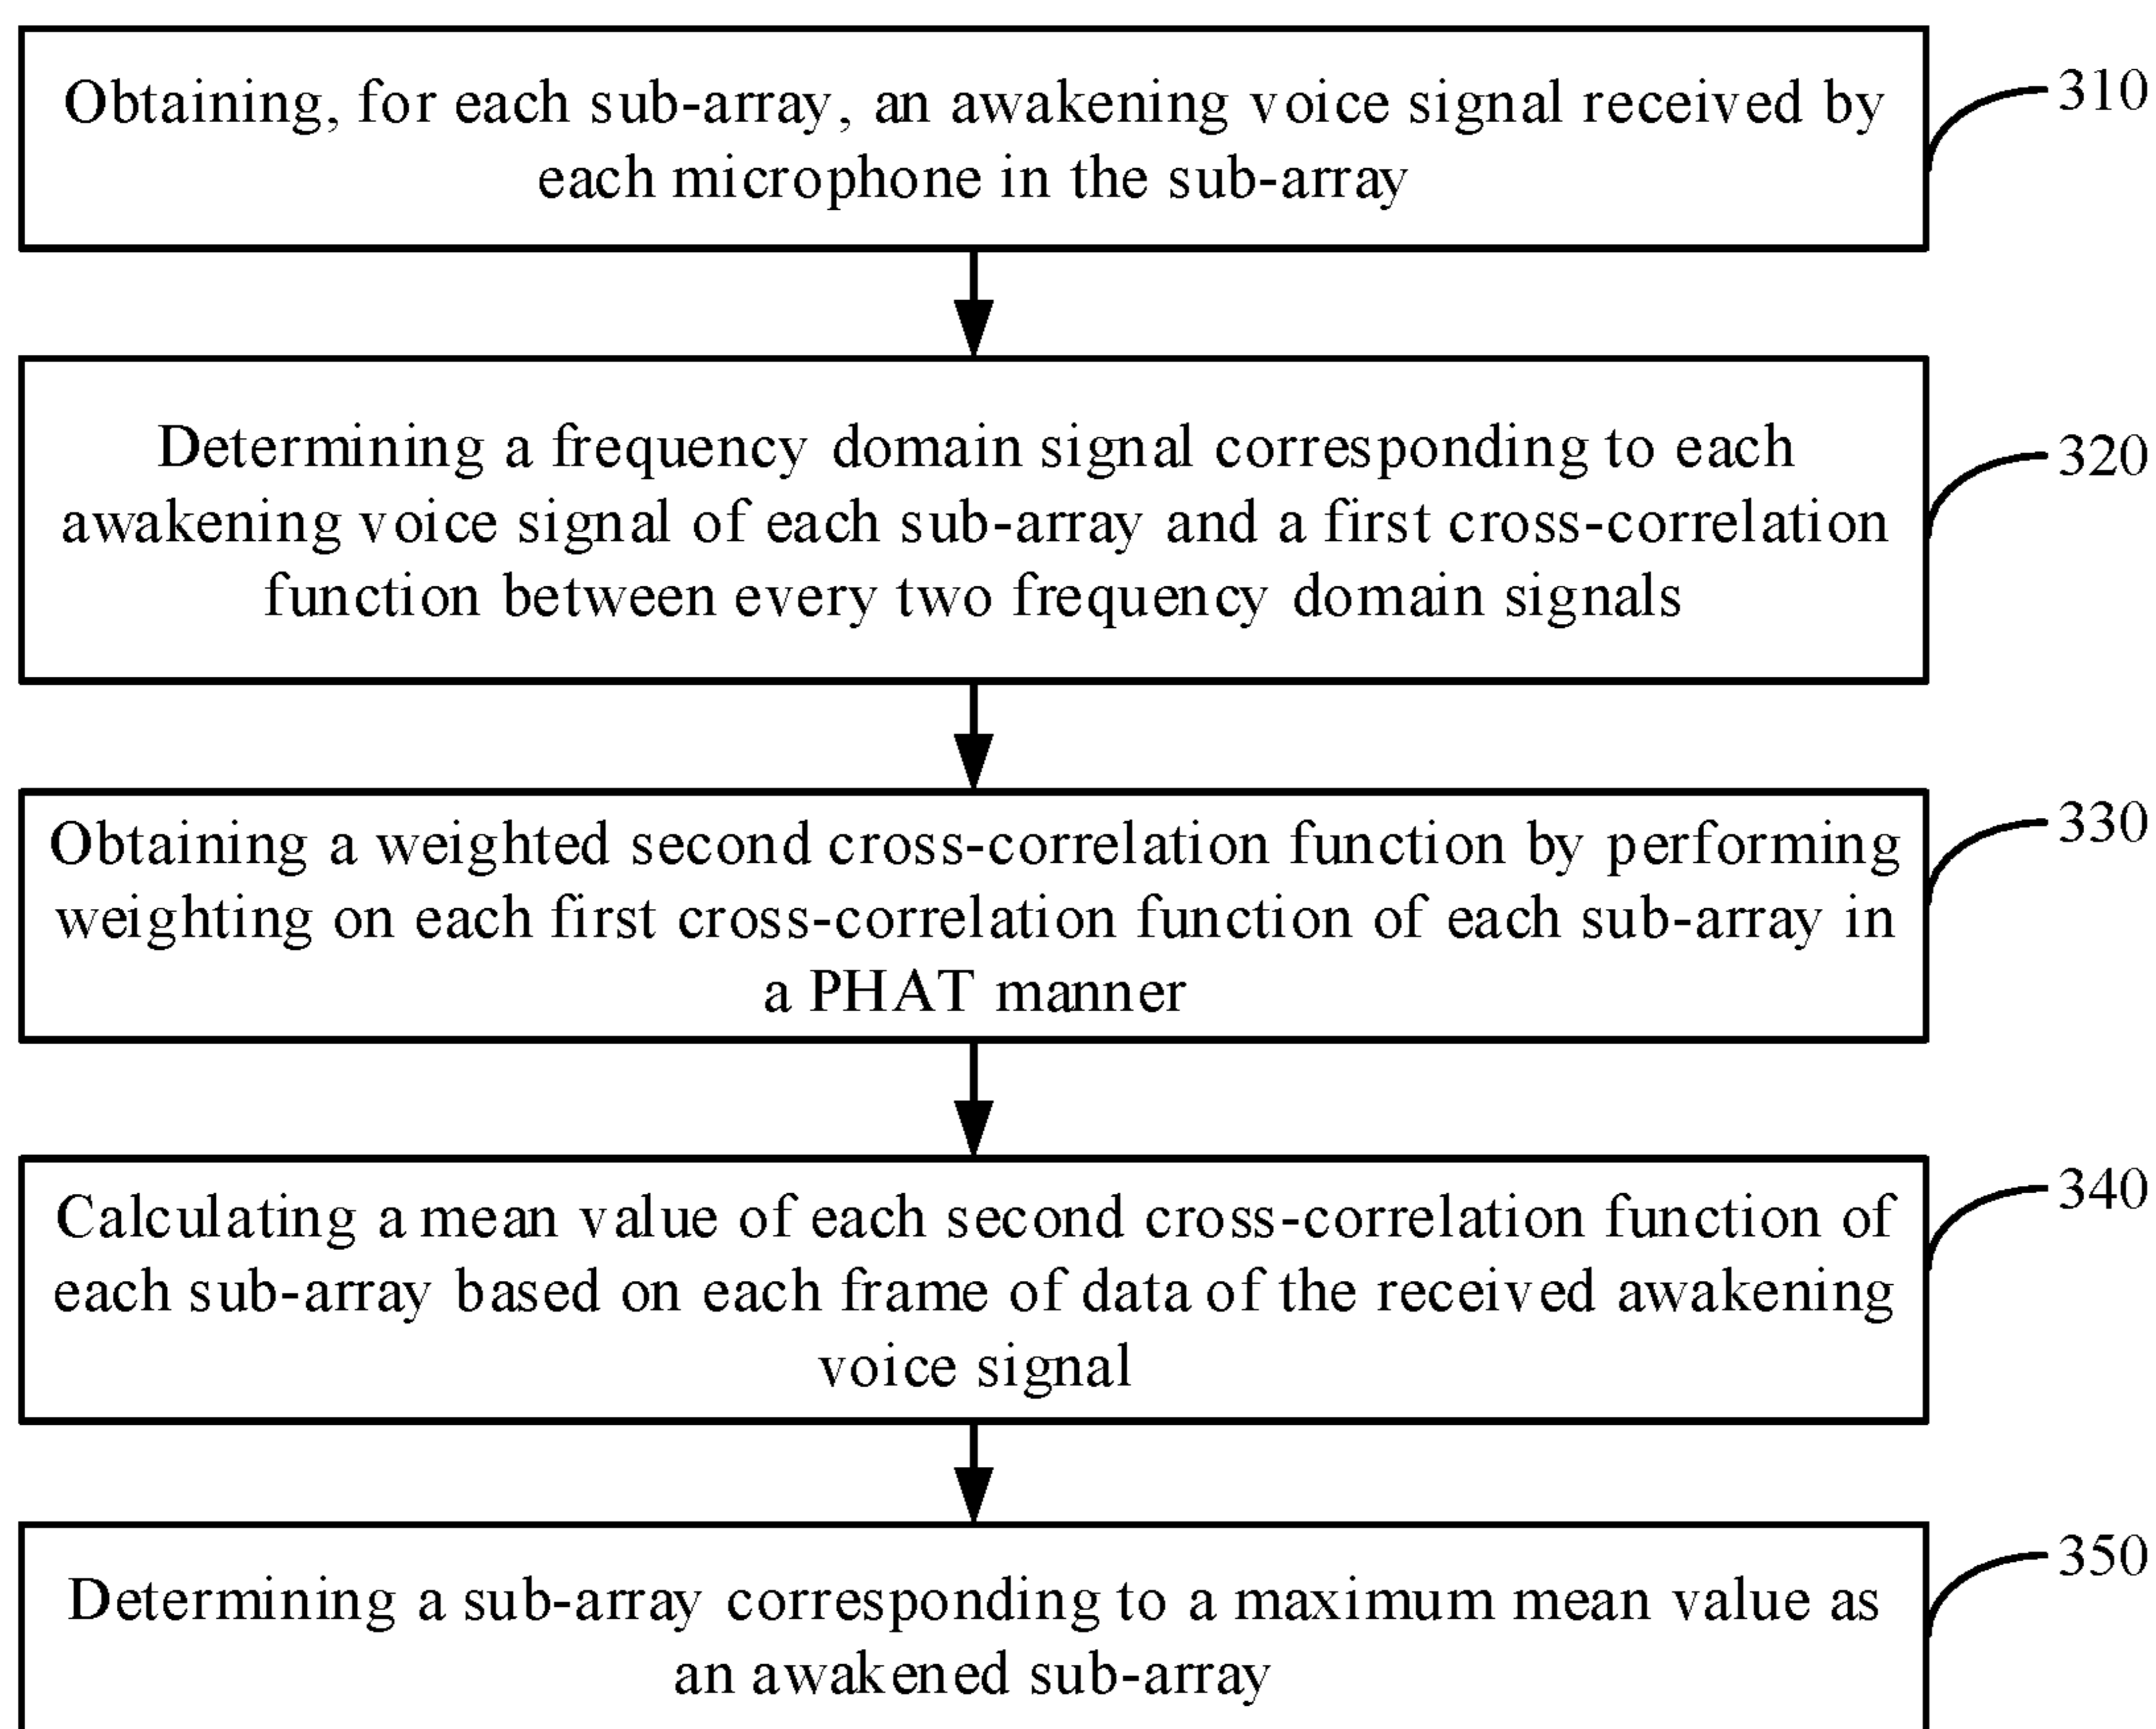 Obtaining, for each sub-array, an awakening voice signal received by
each microphone in the sub-array
310
Determining a frequency domain signal corresponding to each
awakening voice signal of each sub-array and a first cross-correlation
function between every two frequency domain signals
320
Obtaining a weighted second cross-correlation function by performing
weighting on each first cross-correlation function of each sub-array in
a PHAT manner
330
Calculating a mean value of each second cross-correlation function of
each sub-array based on each frame of data of the received awakening
voice signal
340
Determining a sub-array corresponding to a maximum mean value as
an awakened sub-array
350